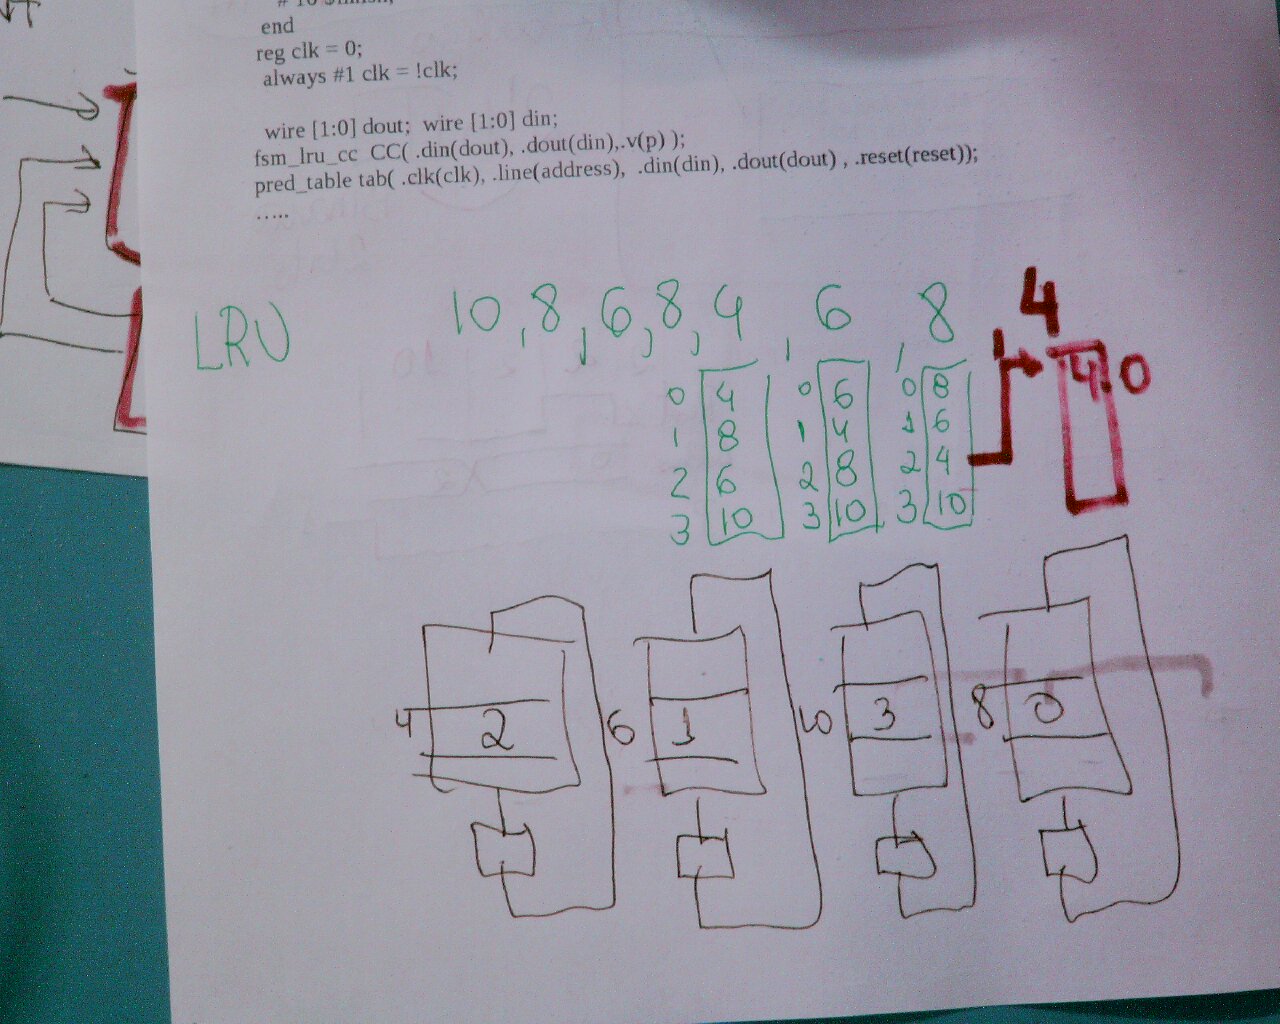 end
reg clk = 0;
always #1 clk = !clk;
wire [1:0] dout; wire [1:0] din;
fsm_lru_cc CC( .din(dout), .dout(din),.v(p) );
pred_table tab( .clk(clk), .line(address), .din(din), .dout(dout) , .reset(reset));
.....
4
LRU 10 , 8 , 6 , 8 , 4 , 6 , 8 ,
0 4 0 6 0 8 4 0
1 8 1 4 1 6
2 6 2 8 2 4
3 10 3 10 3 10
4 2 6 1 10 3 8 0